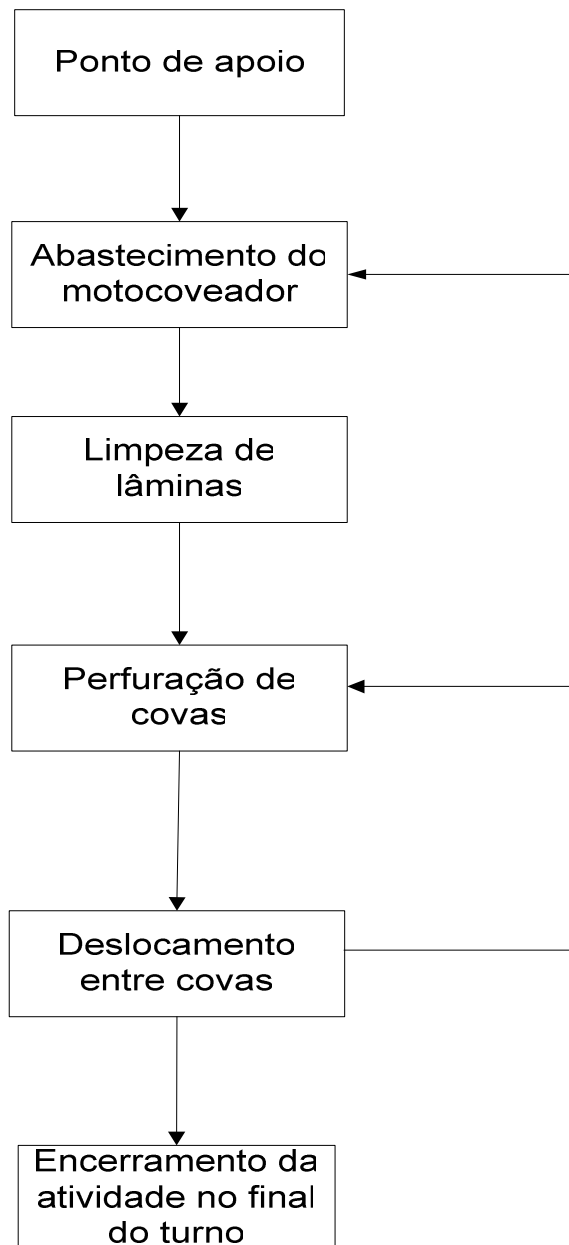 Ponto de apoio
Abastecimento do
motocoveador
Limpeza de
lâminas
Perfuração de
covas
Deslocamento
entre covas
Encerramento da
atividade no final
do turno